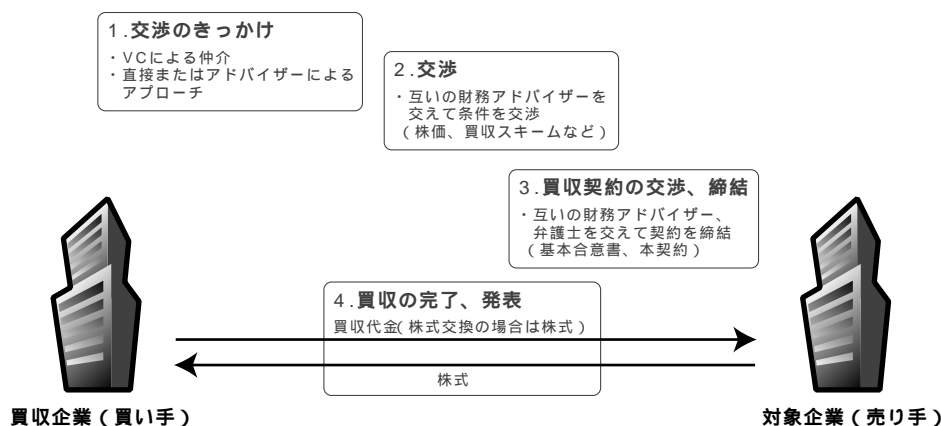 1.交渉のきっかけ
・VCによる仲介
・直接またはアドバイザーによる
アプローチ
2.交渉
・互いの財務アドバイザーを
交えて条件を交渉
(株価、買収スキームなど)
3.買収契約の交渉、締結
・互いの財務アドバイザー、
弁護士を交えて契約を締結
(基本合意書、本契約)
4.買収の完了、発表
買収代金(株式交換の場合は株式)
株式
買収企業(買い手)
対象企業(売り手)